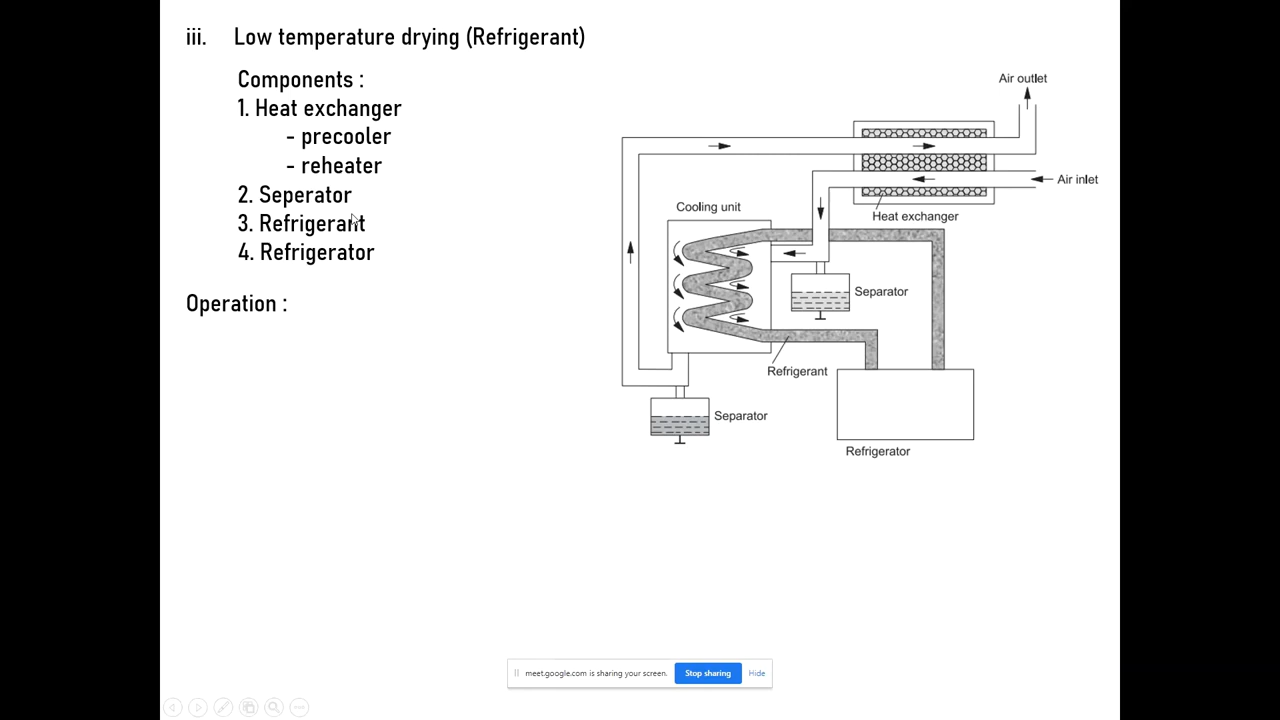 iii. Low temperature drying (Refrigerant)
Components :
1. Heat exchanger
- precooler
- reheater
2. Seperator
3. Refrigerant
4. Refrigerator
Operation :
Air outlet
Air inlet
Heat exchanger
Cooling unit
Separator
Refrigerant
Separator
Refrigerator
meet.google.com is sharing your screen.
Stop sharing
Hide